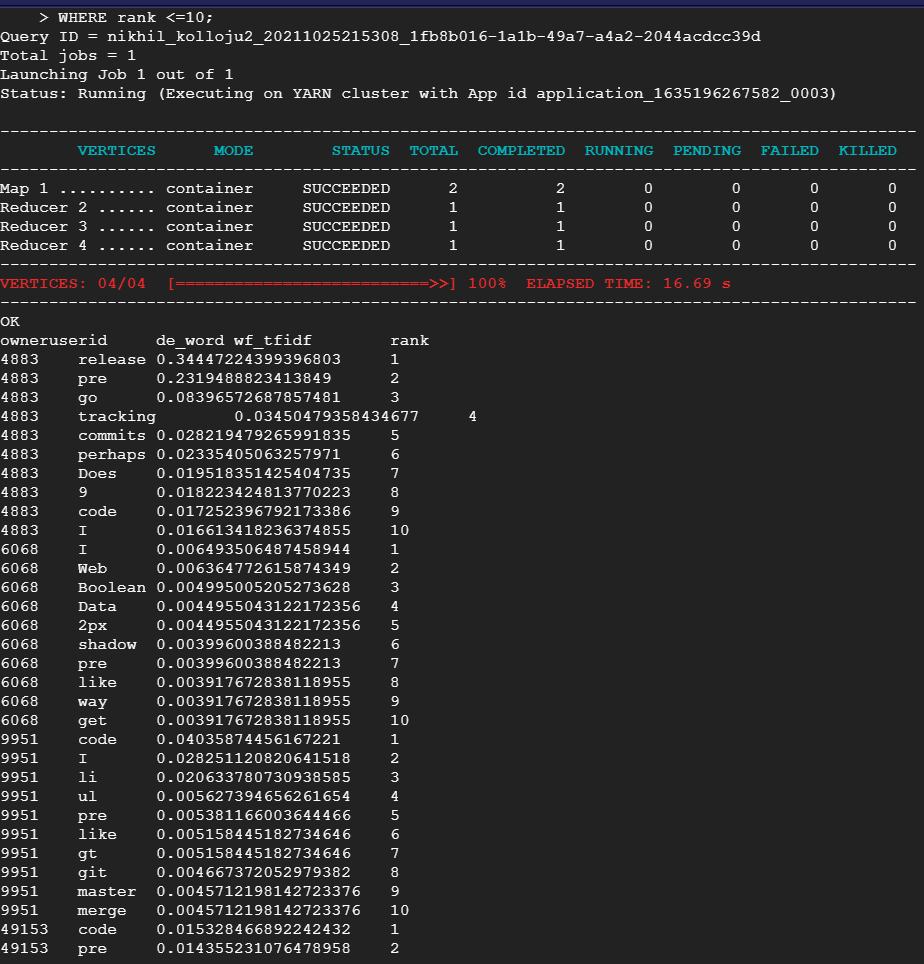 > WHERE rank <=10;
Query ID = nikhil_kolloju2_20211025215308_1fb8b016-1a1b-49a7-a4a2-2044acdcc39d
Total jobs = 1
Launching Job 1 out of 1
Status: Running (Executing on YARN cluster with App id application_1635196267582_0003)
----------------------------------------------------------------------------------------------
VERTICES MODE STATUS TOTAL COMPLETED RUNNING PENDING FAILED KILLED
----------------------------------------------------------------------------------------------
Map 1 .......... container SUCCEEDED 2 2 0 0 0 0
Reducer 2 ...... container SUCCEEDED 1 1 0 0 0 0
Reducer 3 ...... container SUCCEEDED 1 1 0 0 0 0
Reducer 4 ...... container SUCCEEDED 1 1 0 0 0 0
----------------------------------------------------------------------------------------------
VERTICES: 04/04 [==========================>>] 100% ELAPSED TIME: 16.69 s
----------------------------------------------------------------------------------------------
OK
owneruserid de_word wf_tfidf rank
4883 release 0.34447224399396803 1
4883 pre 0.2319488823413849 2
4883 go 0.08396572687857481 3
4883 tracking 0.03450479358434677 4
4883 commits 0.028219479265991835 5
4883 perhaps 0.02335405063257971 6
4883 Does 0.019518351425404735 7
4883 9 0.018223424813770223 8
4883 code 0.017252396792173386 9
4883 I 0.016613418236374855 10
6068 I 0.006493506487458944 1
6068 Web 0.006364772615874349 2
6068 Boolean 0.004995005205273628 3
6068 Data 0.0044955043122172356 4
6068 2px 0.0044955043122172356 5
6068 shadow 0.00399600388482213 6
6068 pre 0.00399600388482213 7
6068 like 0.003917672838118955 8
6068 way 0.003917672838118955 9
6068 get 0.003917672838118955 10
9951 code 0.04035874456167221 1
9951 I 0.028251120820641518 2
9951 li 0.020633780730938585 3
9951 ul 0.005627394656261654 4
9951 pre 0.005381166003644466 5
9951 like 0.005158445182734646 6
9951 gt 0.005158445182734646 7
9951 git 0.004667372052979382 8
9951 master 0.0045712198142723376 9
9951 merge 0.0045712198142723376 10
49153 code 0.015328466892242432 1
49153 pre 0.014355231076478958 2